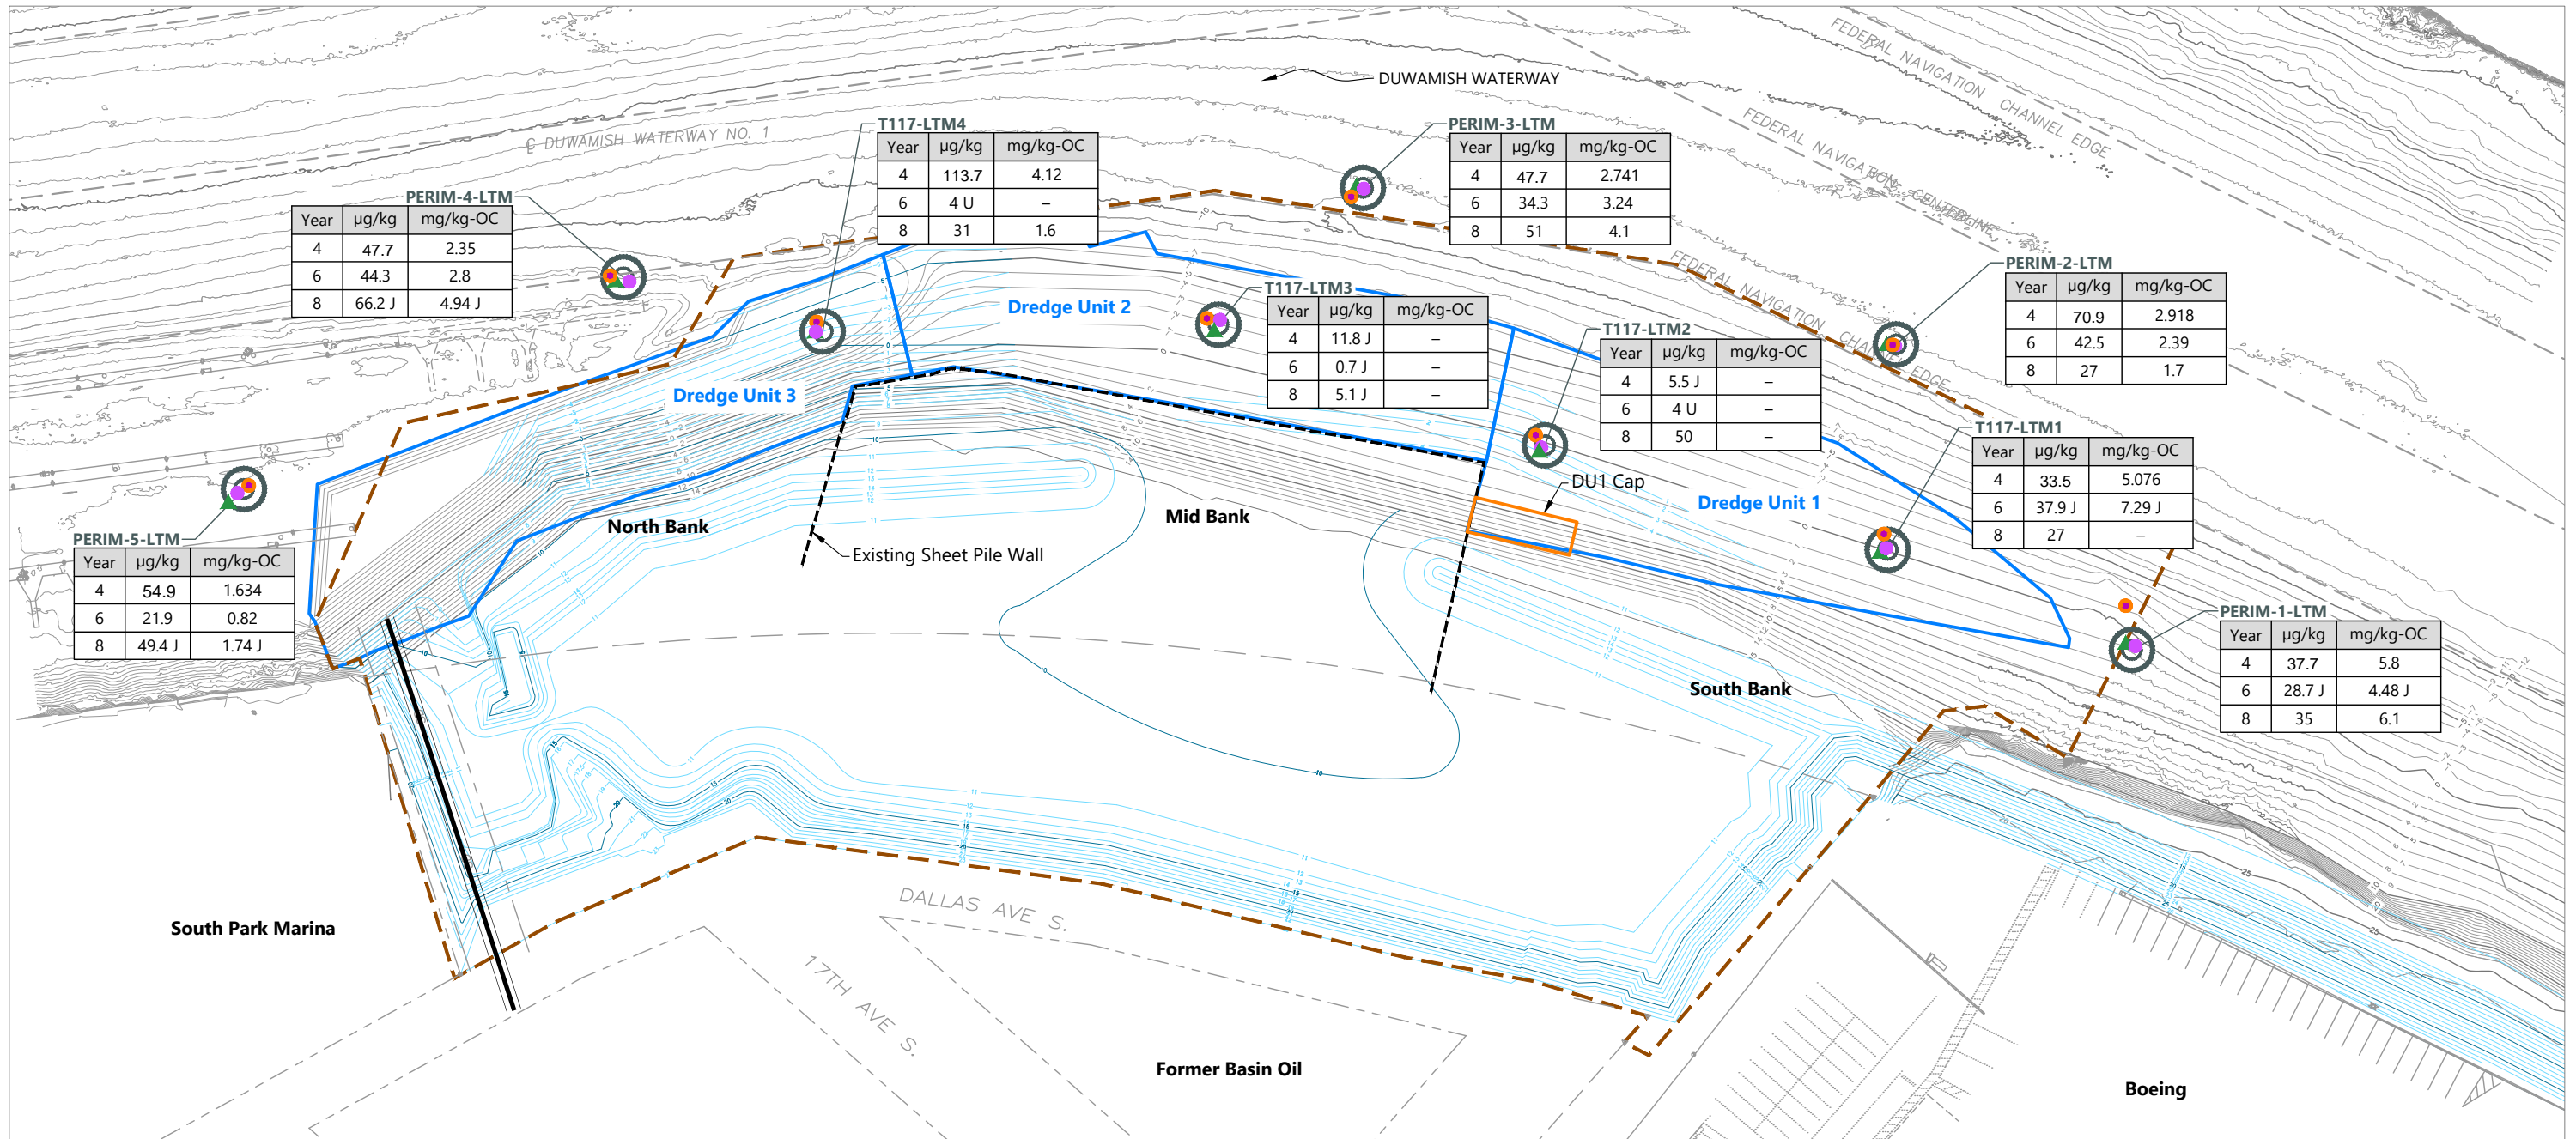 DUWAMISH WATERWAY
FEDERAL NAVIGATION CHANNEL EDGE
FEDERAL NAVIGATION CENTERLINE
FEDERAL NAVIGATION CHANNEL EDGE
℄ DUWAMISH WATERWAY NO. 1
T117-LTM4
Year µg/kg mg/kg-OC
4 113.7 4.12
6 4 U –
8 31 1.6
PERIM-3-LTM
Year µg/kg mg/kg-OC
4 47.7 2.741
6 34.3 3.24
8 51 4.1
PERIM-4-LTM
Year µg/kg mg/kg-OC
4 47.7 2.35
6 44.3 2.8
8 66.2 J 4.94 J
PERIM-2-LTM
Year µg/kg mg/kg-OC
4 70.9 2.918
6 42.5 2.39
8 27 1.7
T117-LTM3
Year µg/kg mg/kg-OC
4 11.8 J –
6 0.7 J –
8 5.1 J –
T117-LTM2
Year µg/kg mg/kg-OC
4 5.5 J –
6 4 U –
8 50 –
T117-LTM1
Year µg/kg mg/kg-OC
4 33.5 5.076
6 37.9 J 7.29 J
8 27 –
PERIM-5-LTM
Year µg/kg mg/kg-OC
4 54.9 1.634
6 21.9 0.82
8 49.4 J 1.74 J
PERIM-1-LTM
Year µg/kg mg/kg-OC
4 37.7 5.8
6 28.7 J 4.48 J
8 35 6.1
Dredge Unit 2
Dredge Unit 3
Dredge Unit 1
DU1 Cap
North Bank
Mid Bank
Existing Sheet Pile Wall
South Bank
South Park Marina
DALLAS AVE S.
17TH AVE S.
Former Basin Oil
Boeing